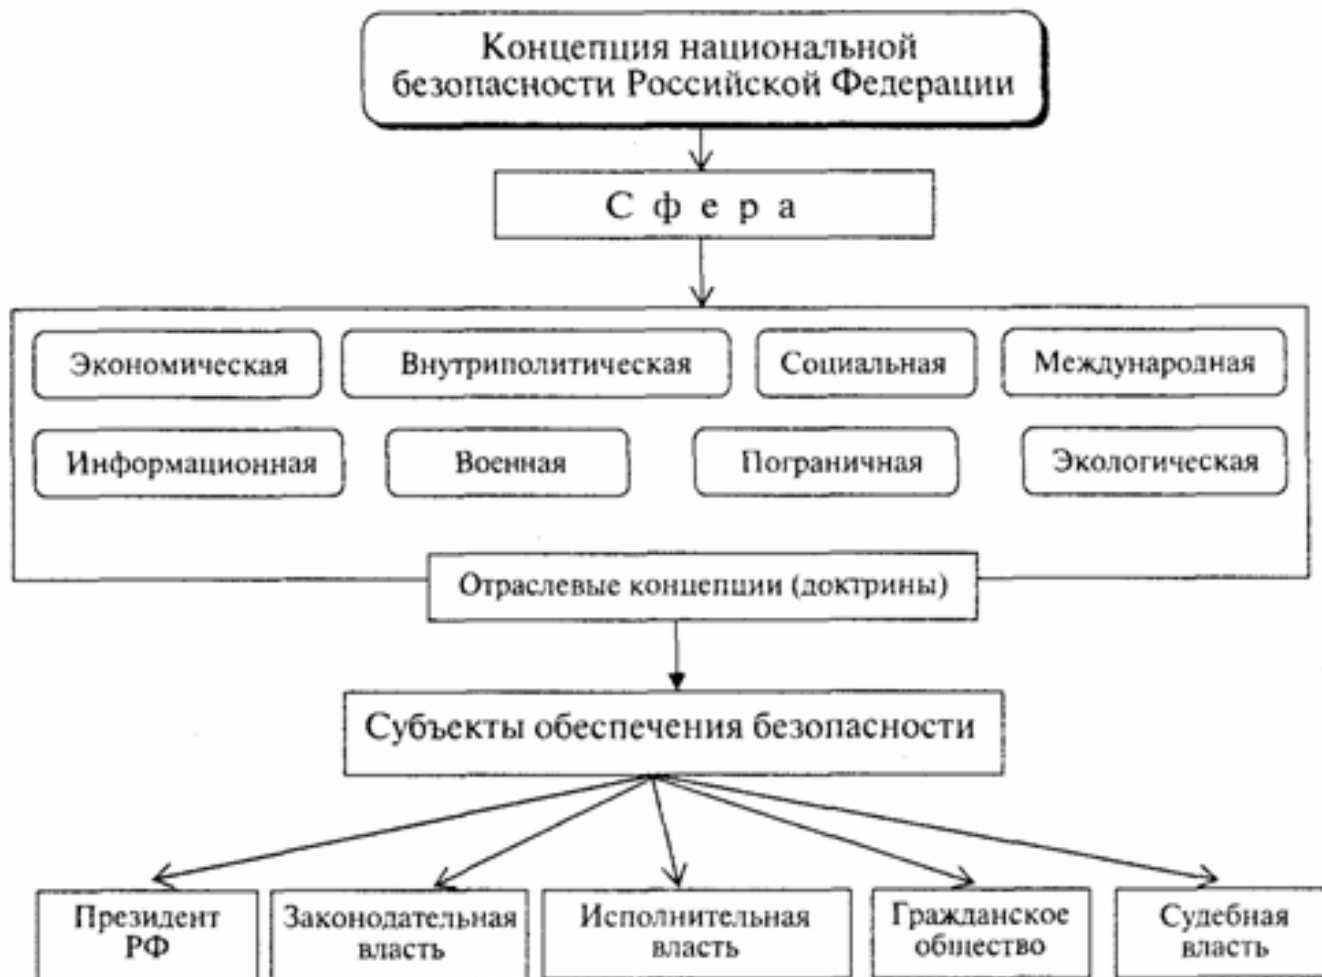 Концепция национальной
безопасности Российской Федерации
Сфера
Экономическая
Внутриполитическая
Социальная
Международная
Информационная
Военная
Пограничная
Экологическая
Отраслевые концепции (доктрины)
Субъекты обеспечения безопасности
Президент
РФ
Законодательная
власть
Исполнительная
власть
Гражданское
общество
Судебная
власть